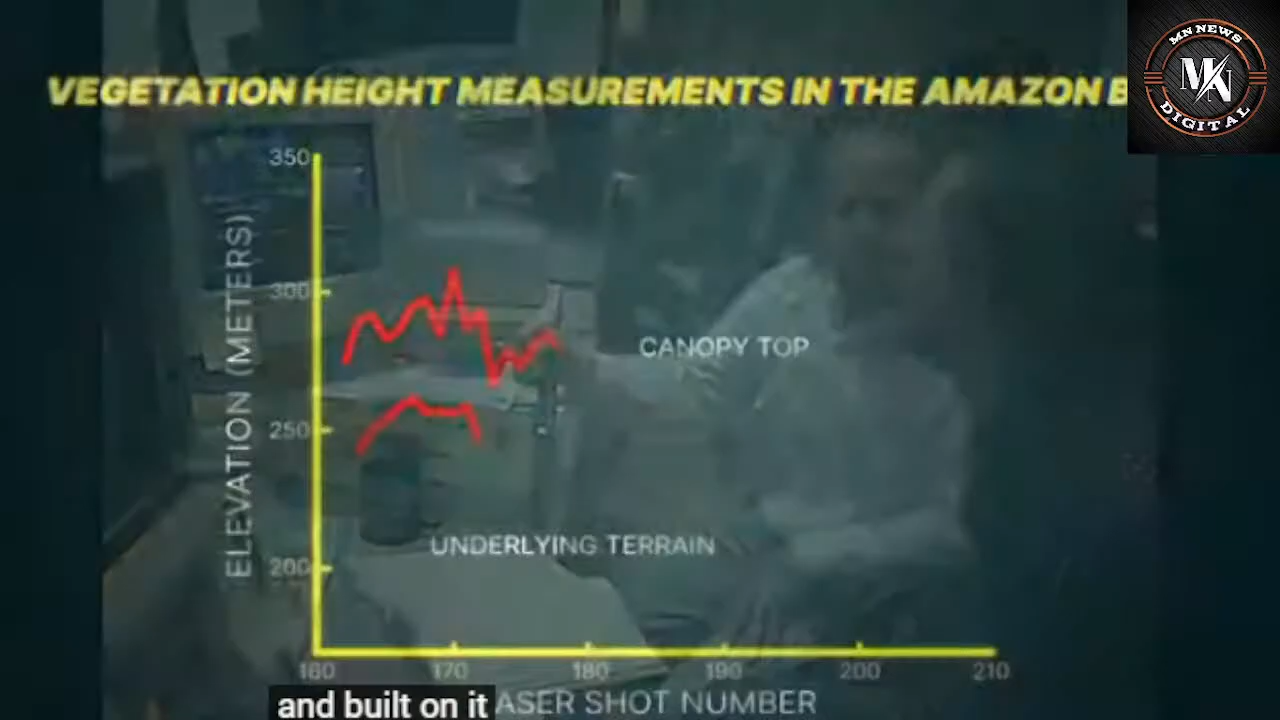 MN NEWS
MN
DIGITAL
VEGETATION HEIGHT MEASUREMENTS IN THE AMAZON
350
300
250
200
ELEVATION (METERS)
CANOPY TOP
UNDERLYING TERRAIN
160 170 180 190 200 210
ASER SHOT NUMBER
and built on it